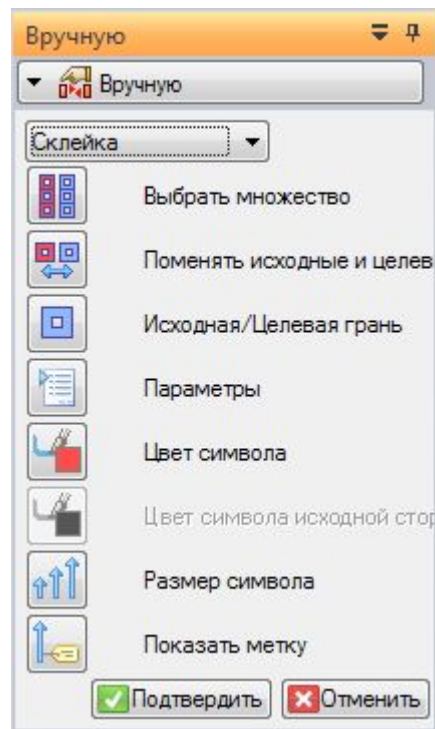 Вручную
Вручную
Склейка
Выбрать множество
Поменять исходные и целев
Исходная/Целевая грань
Параметры
Цвет символа
Цвет символа исходной стор
Размер символа
Показать метку
Подтвердить Отменить